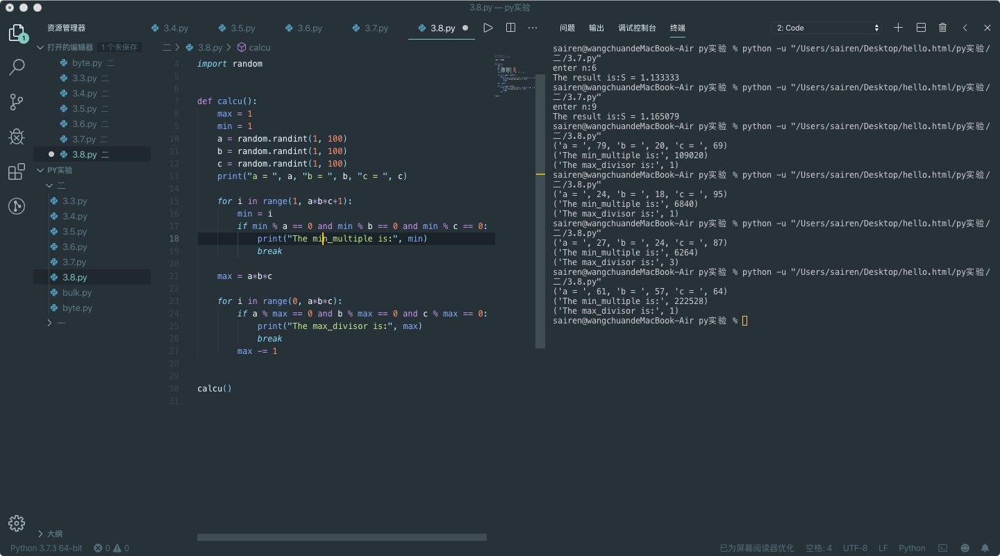 3.8.py — py实验
1
资源管理器
打开的编辑器 1 个未保存
byte.py 二
3.3.py 二
3.4.py 二
3.5.py 二
3.6.py 二
3.7.py 二
3.8.py 二
PY实验
二
3.3.py
3.4.py
3.5.py
3.6.py
3.7.py
3.8.py
bulk.py
byte.py
一
大纲
3.4.py 3.5.py 3.6.py 3.7.py 3.8.py
二 > 3.8.py > calcu
4 import random
5
6
7 def calcu():
8 max = 1
9 min = 1
10 a = random.randint(1, 100)
11 b = random.randint(1, 100)
12 c = random.randint(1, 100)
13 print("a = ", a, "b = ", b, "c = ", c)
14
15 for i in range(1, a*b*c+1):
16 min = i
17 if min % a == 0 and min % b == 0 and min % c == 0:
18 print("The min_multiple is:", min)
19 break
20
21 max = a*b*c
22
23 for i in range(0, a*b*c):
24 if a % max == 0 and b % max == 0 and c % max == 0:
25 print("The max_divisor is:", max)
26 break
27 max -= 1
28
29
30 calcu()
31
问题 输出 调试控制台 终端 2: Code
sairen@wangchuandeMacBook-Air py实验 % python -u "/Users/sairen/Desktop/hello.html/py实验/
二/3.7.py"
enter n:6
The result is:S = 1.133333
sairen@wangchuandeMacBook-Air py实验 % python -u "/Users/sairen/Desktop/hello.html/py实验/
二/3.7.py"
enter n:9
The result is:S = 1.165079
sairen@wangchuandeMacBook-Air py实验 % python -u "/Users/sairen/Desktop/hello.html/py实验/
二/3.8.py"
('a = ', 79, 'b = ', 20, 'c = ', 69)
('The min_multiple is:', 109020)
('The max_divisor is:', 1)
sairen@wangchuandeMacBook-Air py实验 % python -u "/Users/sairen/Desktop/hello.html/py实验/
二/3.8.py"
('a = ', 24, 'b = ', 18, 'c = ', 95)
('The min_multiple is:', 6840)
('The max_divisor is:', 1)
sairen@wangchuandeMacBook-Air py实验 % python -u "/Users/sairen/Desktop/hello.html/py实验/
二/3.8.py"
('a = ', 27, 'b = ', 24, 'c = ', 87)
('The min_multiple is:', 6264)
('The max_divisor is:', 3)
sairen@wangchuandeMacBook-Air py实验 % python -u "/Users/sairen/Desktop/hello.html/py实验/
二/3.8.py"
('a = ', 61, 'b = ', 57, 'c = ', 64)
('The min_multiple is:', 222528)
('The max_divisor is:', 1)
sairen@wangchuandeMacBook-Air py实验 %
Python 3.7.3 64-bit 0 0 已为屏幕阅读器优化 空格: 4 UTF-8 LF Python